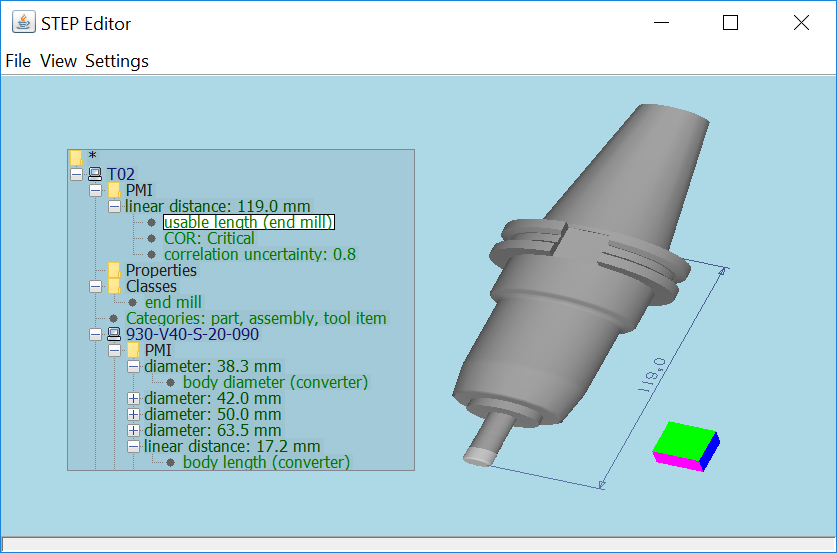 STEP Editor
File View Settings
*
T02
PMI
linear distance: 119.0 mm
usable length (end mill)
COR: Critical
correlation uncertainty: 0.8
Properties
Classes
end mill
Categories: part, assembly, tool item
930-V40-S-20-090
PMI
diameter: 38.3 mm
body diameter (converter)
diameter: 42.0 mm
diameter: 50.0 mm
diameter: 63.5 mm
linear distance: 17.2 mm
body length (converter)
119.0